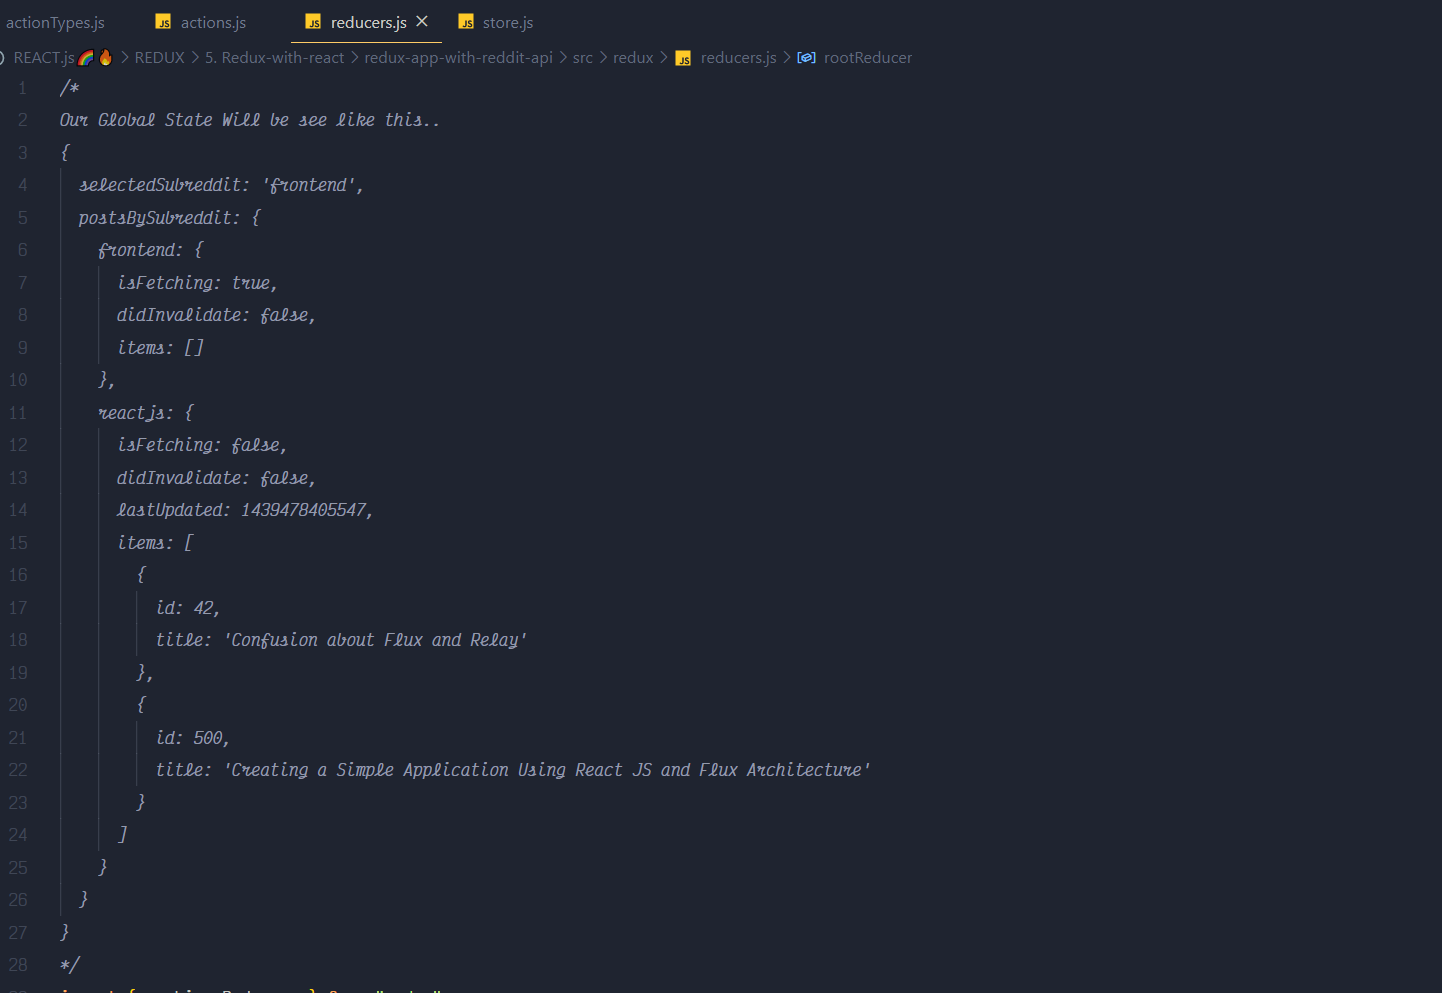 actionTypes.js JS actions.js JS reducers.js JS store.js
REACT.js > REDUX > 5. Redux-with-react > redux-app-with-reddit-api > src > redux > JS reducers.js > rootReducer
1 /*
2 Our Global State Will be see like this..
3 {
4 selectedSubreddit: 'frontend',
5 postsBySubreddit: {
6 frontend: {
7 isFetching: true,
8 didInvalidate: false,
9 items: []
10 },
11 reactjs: {
12 isFetching: false,
13 didInvalidate: false,
14 lastUpdated: 1439478405547,
15 items: [
16 {
17 id: 42,
18 title: 'Confusion about Flux and Relay'
19 },
20 {
21 id: 500,
22 title: 'Creating a Simple Application Using React JS and Flux Architecture'
23 }
24 ]
25 }
26 }
27 }
28 */